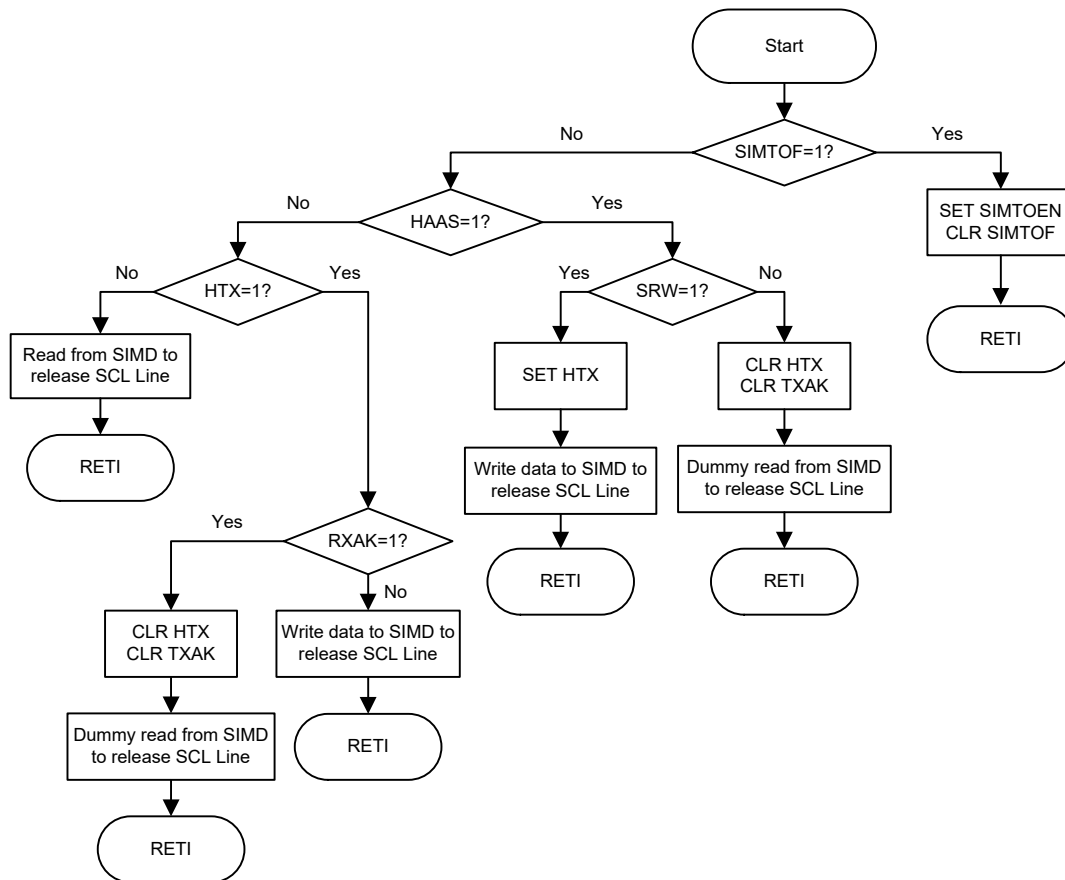 Start
No
Yes
SIMTOF=1?
No
Yes
HAAS=1?
SET SIMTOEN
CLR SIMTOF
No
Yes
Yes
No
HTX=1?
SRW=1?
RETI
Read from SIMD to
release SCL Line
SET HTX
CLR HTX
CLR TXAK
RETI
Write data to SIMD to
release SCL Line
Dummy read from SIMD
to release SCL Line
Yes
RXAK=1?
RETI
RETI
No
CLR HTX
CLR TXAK
Write data to SIMD to
release SCL Line
Dummy read from SIMD
to release SCL Line
RETI
RETI